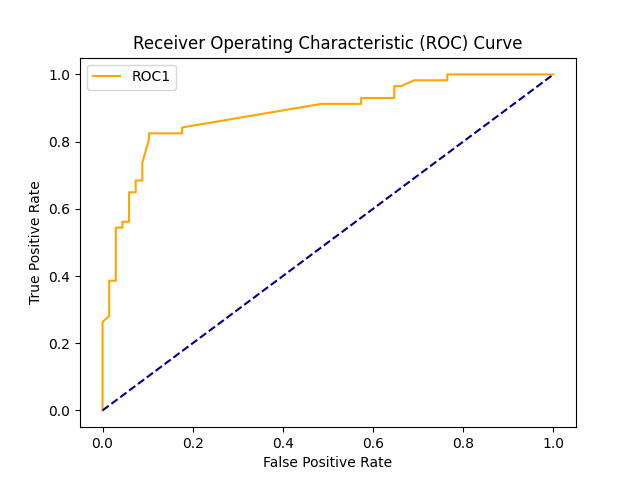 Receiver Operating Characteristic (ROC) Curve
ROC1
True Positive Rate
1.0
0.8
0.6
0.4
0.2
0.0
0.0 0.2 0.4 0.6 0.8 1.0
False Positive Rate